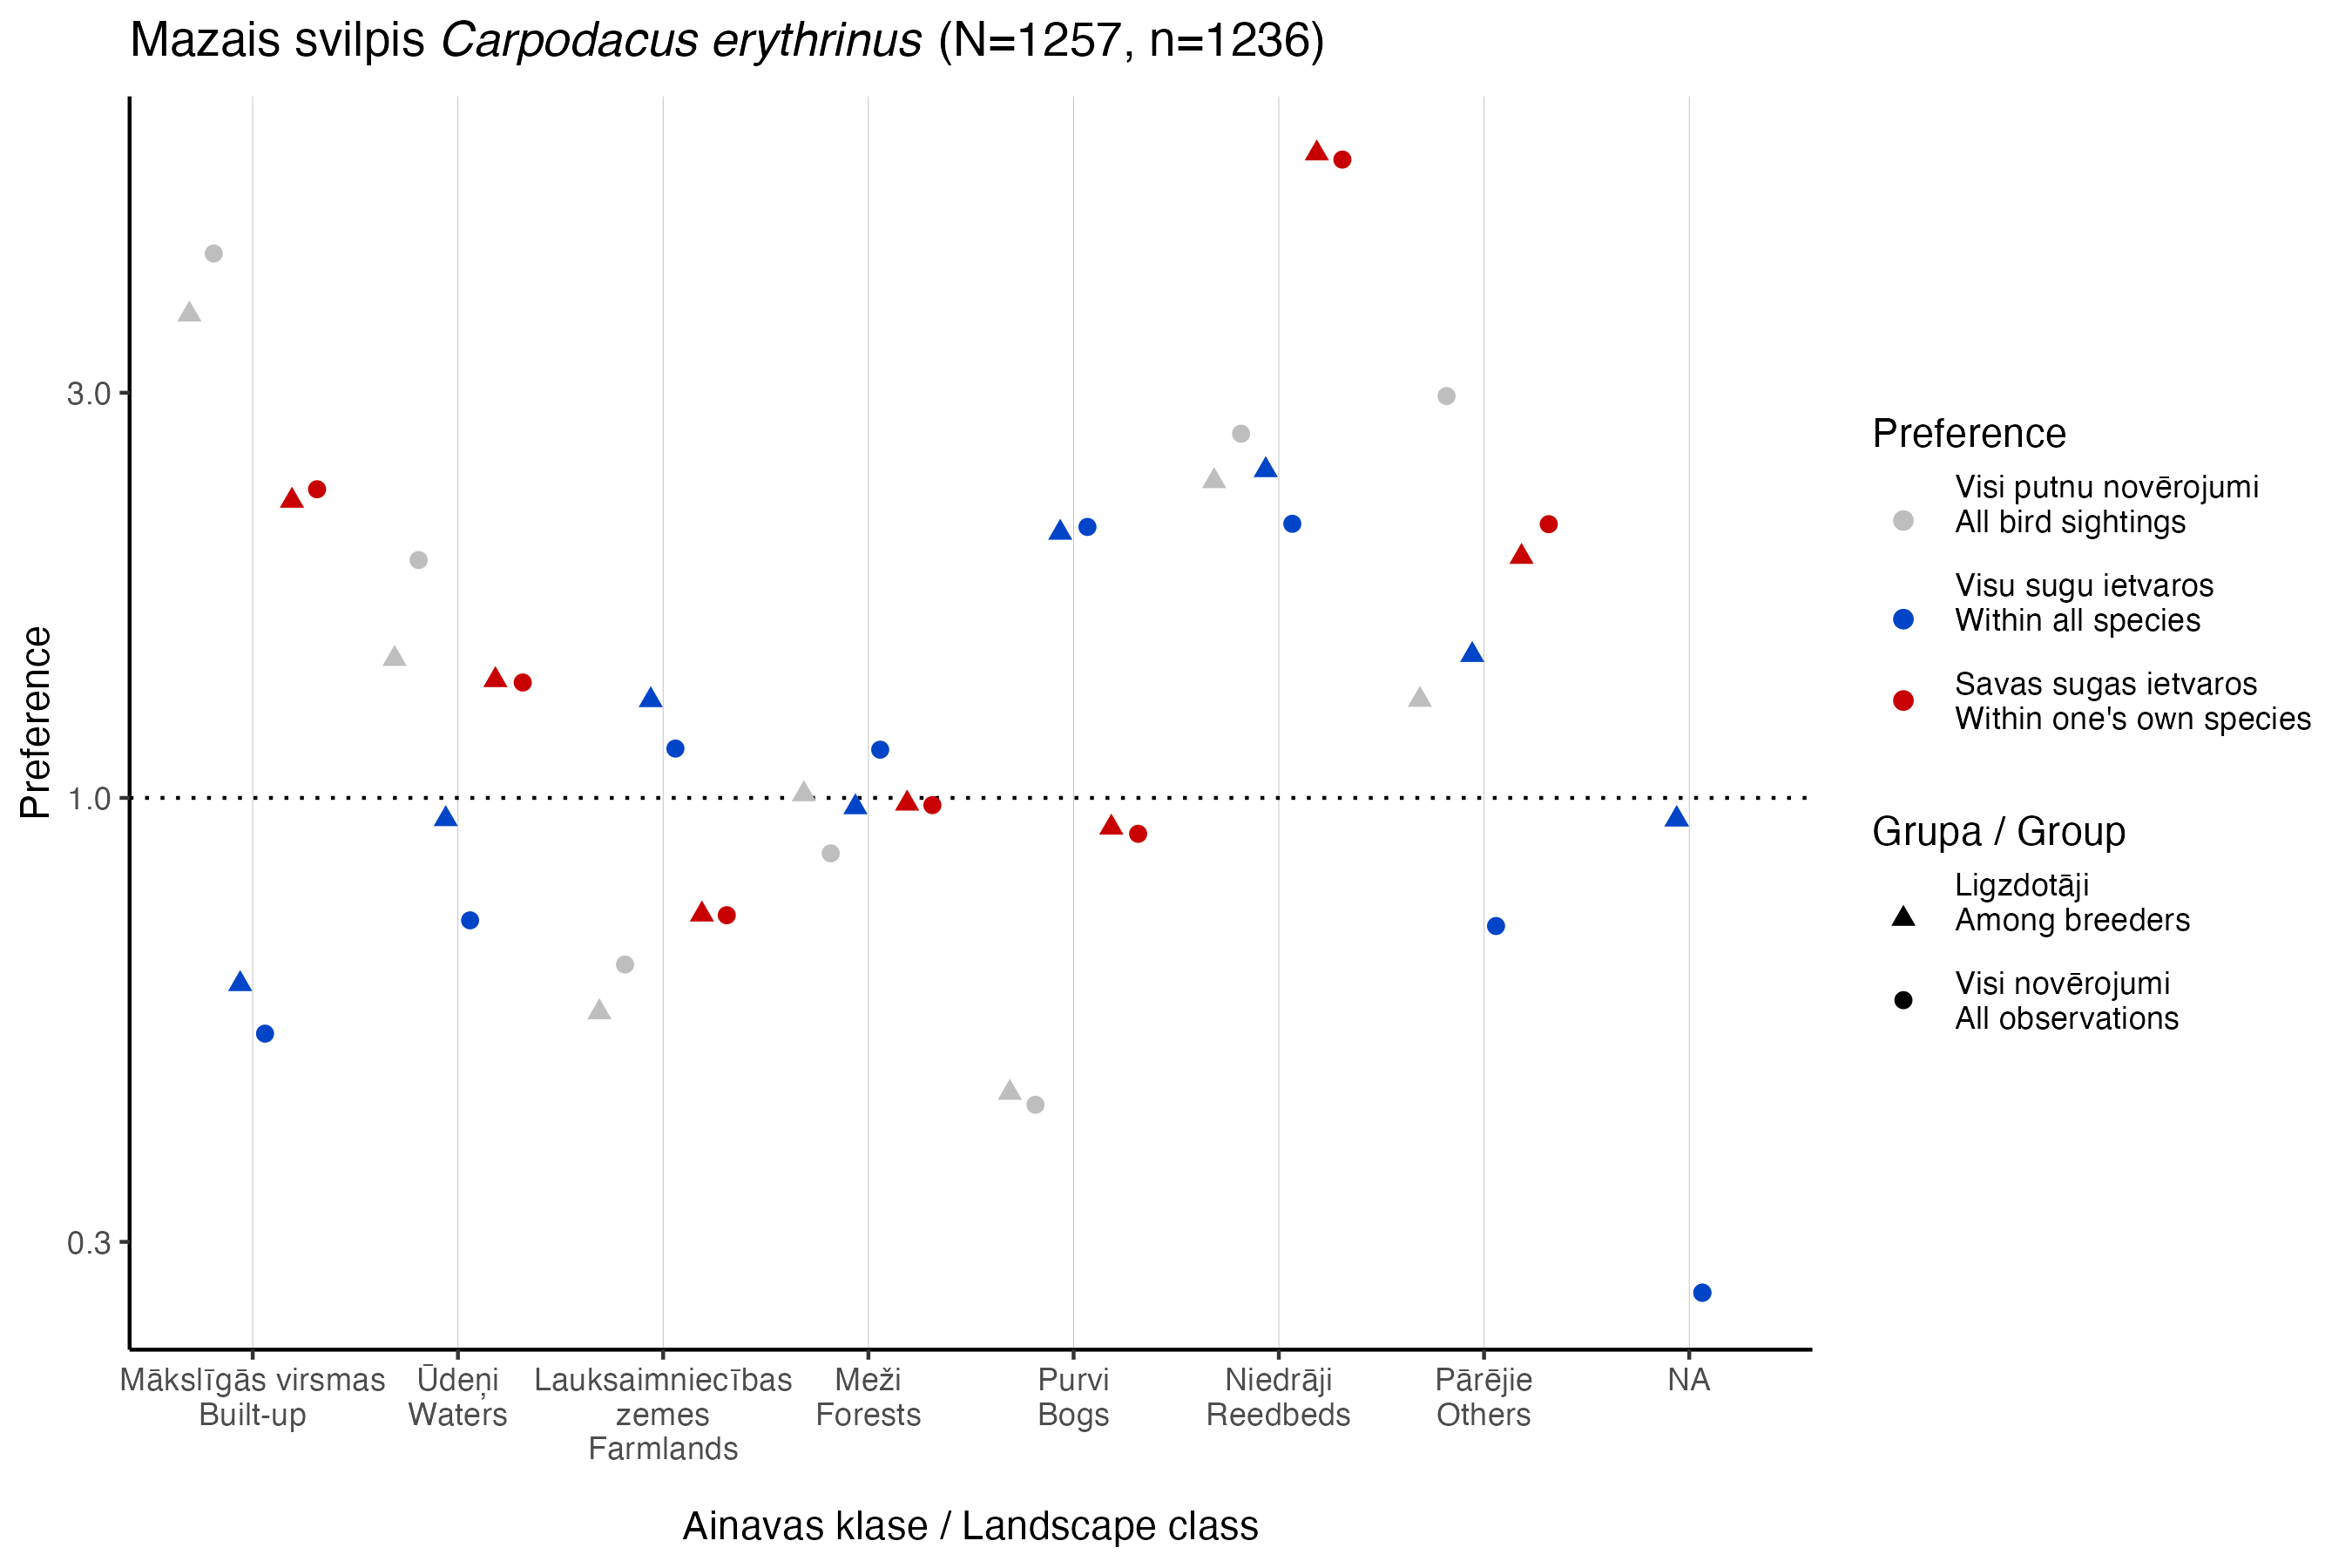 Mazais svilpis Carpodacus erythrinus (N=1257, n=1236)
Preference
3.0
1.0
0.3
Mākslīgās virsmas
Built-up
Ūdeņi
Waters
Lauksaimniecības
zemes
Farmlands
Meži
Forests
Purvi
Bogs
Niedrāji
Reedbeds
Pārējie
Others
NA
Ainavas klase / Landscape class
Preference
Visi putnu novērojumi
All bird sightings
Visu sugu ietvaros
Within all species
Savas sugas ietvaros
Within one's own species
Grupa / Group
Ligzdotāji
Among breeders
Visi novērojumi
All observations